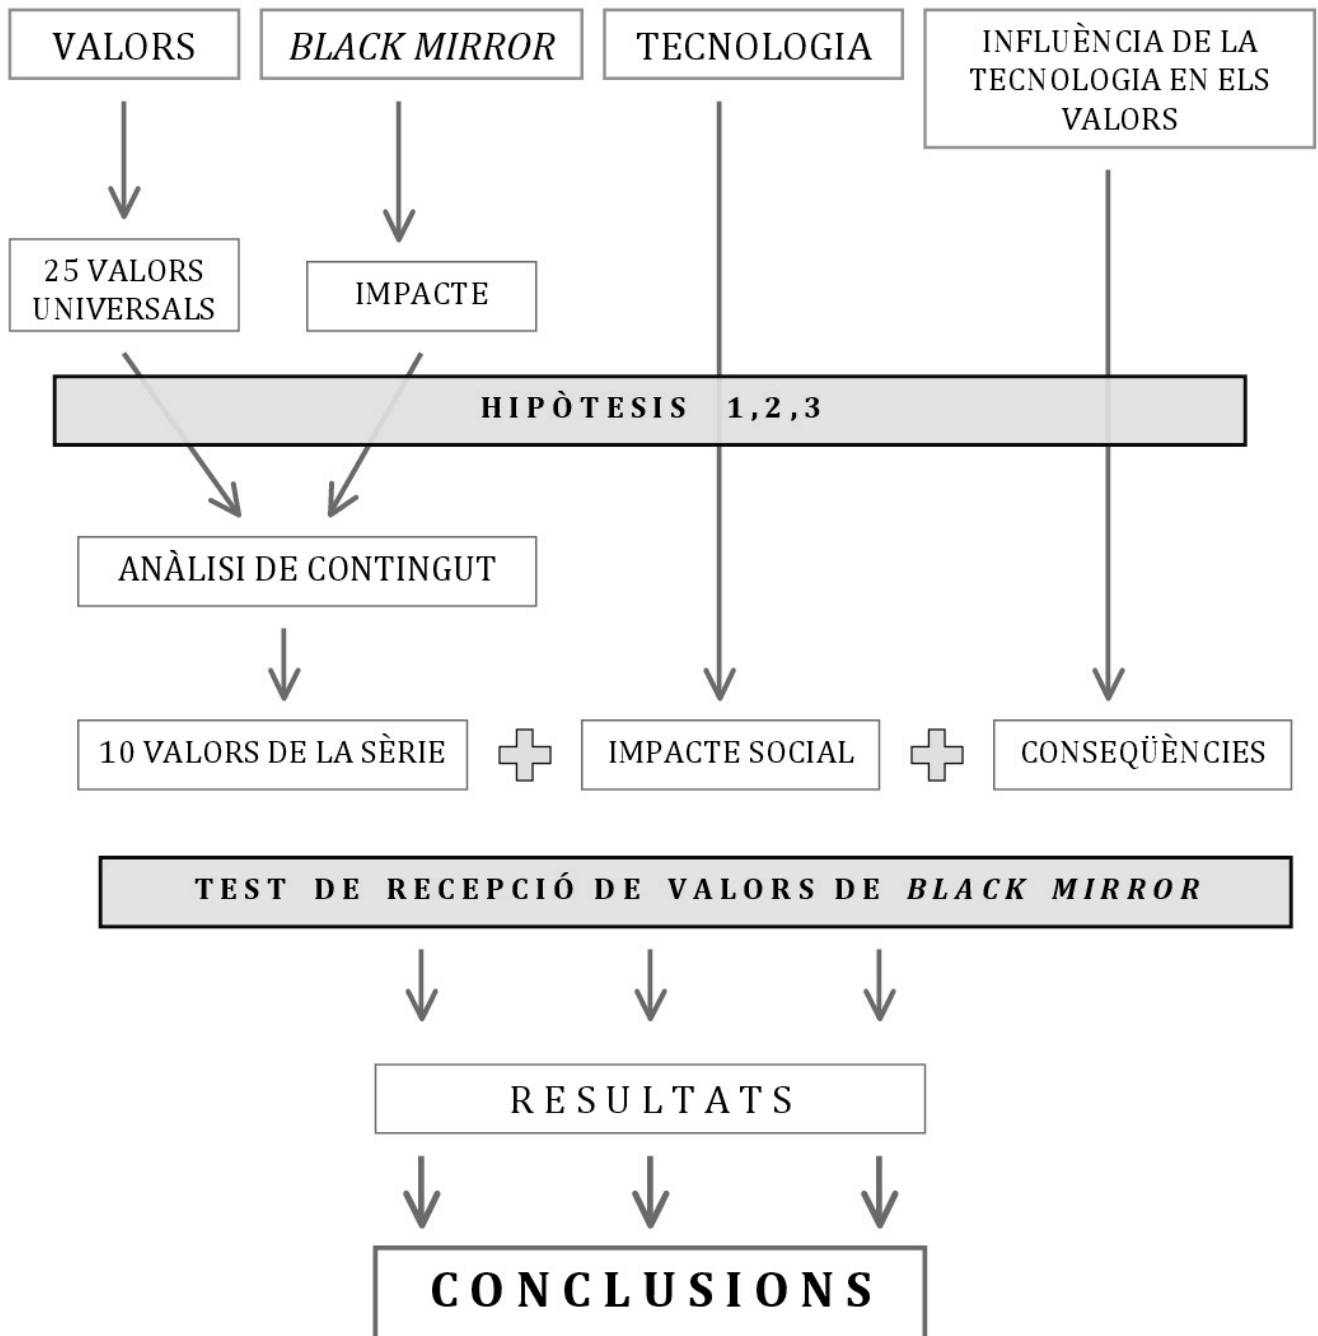 VALORS
BLACK MIRROR
TECNOLOGIA
INFLUÈNCIA DE LA
TECNOLOGIA EN ELS
VALORS
25 VALORS
UNIVERSALS
IMPACTE
HIPÒTESIS 1,2,3
ANÀLISI DE CONTINGUT
10 VALORS DE LA SÈRIE
IMPACTE SOCIAL
CONSEQÜÈNCIES
TEST DE RECEPCIÓ DE VALORS DE BLACK MIRROR
RESULTATS
CONCLUSIONS